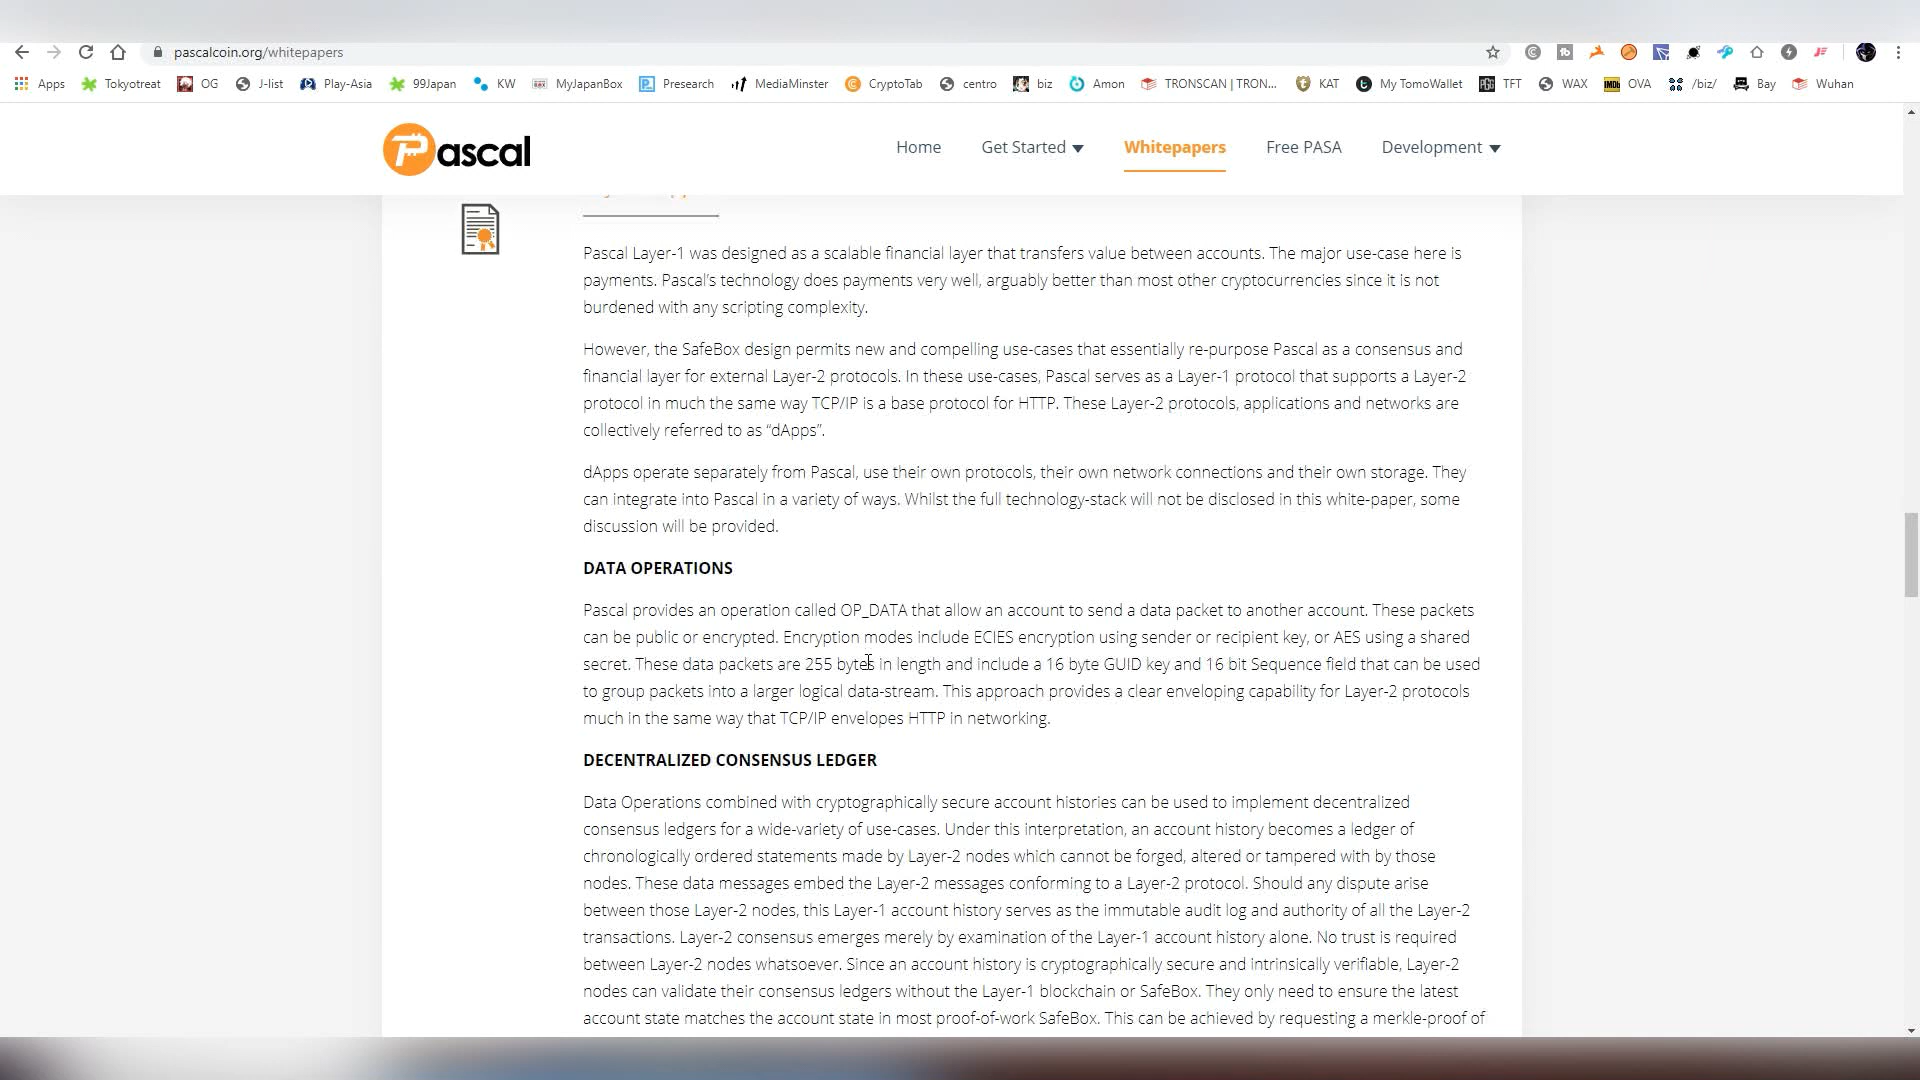 pascalcoin.org/whitepapers
Apps Tokyotreat OG J-list Play-Asia 99Japan KW MyJapanBox Presearch MediaMinster CryptoTab centro biz Amon TRONSCAN | TRON... KAT My TomoWallet TFT WAX OVA /biz/ Bay Wuhan
Pascal Home Get Started Whitepapers Free PASA Development
Pascal Layer-1 was designed as a scalable financial layer that transfers value between accounts. The major use-case here is
payments. Pascal's technology does payments very well, arguably better than most other cryptocurrencies since it is not
burdened with any scripting complexity.
However, the SafeBox design permits new and compelling use-cases that essentially re-purpose Pascal as a consensus and
financial layer for external Layer-2 protocols. In these use-cases, Pascal serves as a Layer-1 protocol that supports a Layer-2
protocol in much the same way TCP/IP is a base protocol for HTTP. These Layer-2 protocols, applications and networks are
collectively referred to as “dApps”.
dApps operate separately from Pascal, use their own protocols, their own network connections and their own storage. They
can integrate into Pascal in a variety of ways. Whilst the full technology-stack will not be disclosed in this white-paper, some
discussion will be provided.
DATA OPERATIONS
Pascal provides an operation called OP_DATA that allow an account to send a data packet to another account. These packets
can be public or encrypted. Encryption modes include ECIES encryption using sender or recipient key, or AES using a shared
secret. These data packets are 255 bytes in length and include a 16 byte GUID key and 16 bit Sequence field that can be used
to group packets into a larger logical data-stream. This approach provides a clear enveloping capability for Layer-2 protocols
much in the same way that TCP/IP envelopes HTTP in networking.
DECENTRALIZED CONSENSUS LEDGER
Data Operations combined with cryptographically secure account histories can be used to implement decentralized
consensus ledgers for a wide-variety of use-cases. Under this interpretation, an account history becomes a ledger of
chronologically ordered statements made by Layer-2 nodes which cannot be forged, altered or tampered with by those
nodes. These data messages embed the Layer-2 messages conforming to a Layer-2 protocol. Should any dispute arise
between those Layer-2 nodes, this Layer-1 account history serves as the immutable audit log and authority of all the Layer-2
transactions. Layer-2 consensus emerges merely by examination of the Layer-1 account history alone. No trust is required
between Layer-2 nodes whatsoever. Since an account history is cryptographically secure and intrinsically verifiable, Layer-2
nodes can validate their consensus ledgers without the Layer-1 blockchain or SafeBox. They only need to ensure the latest
account state matches the account state in most proof-of-work SafeBox. This can be achieved by requesting a merkle-proof of